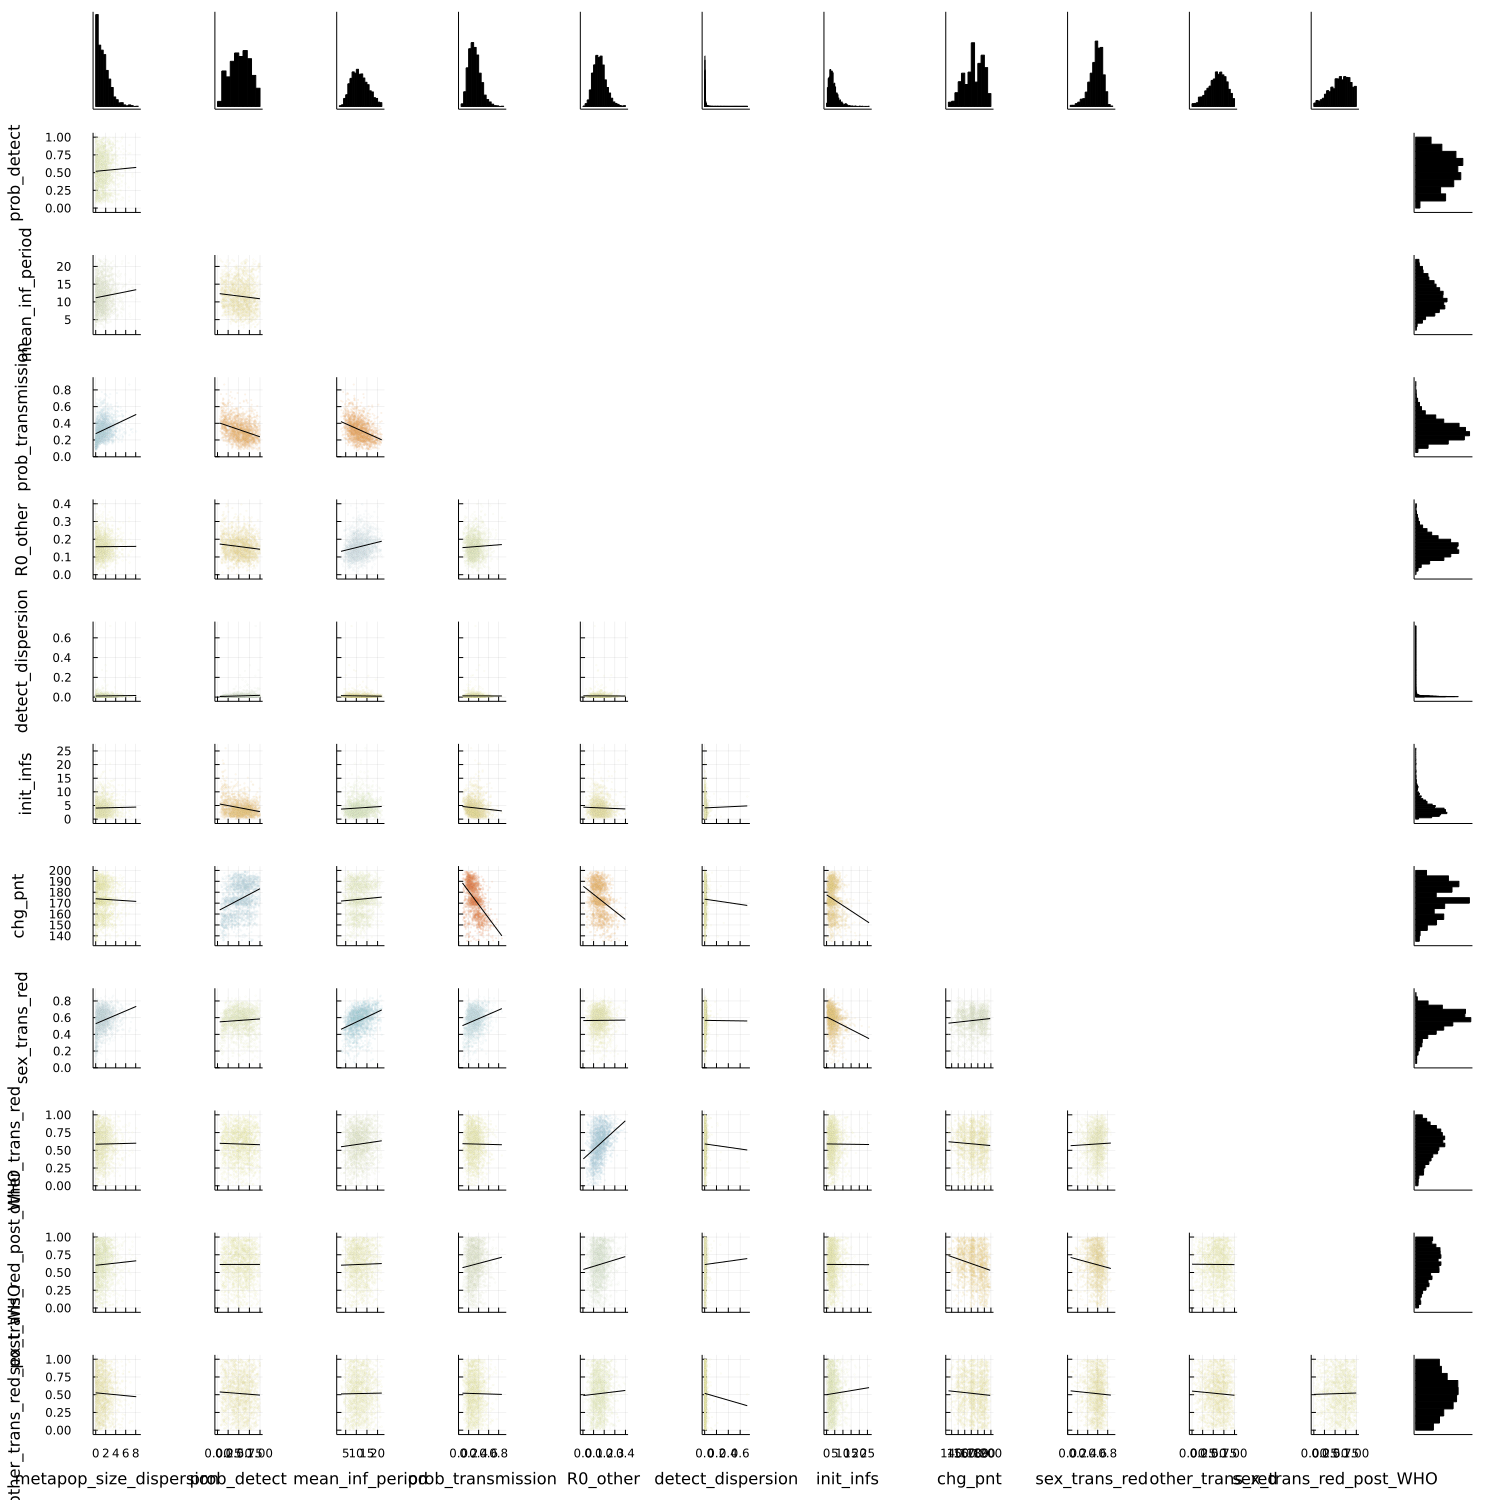 prob_detect
1.00
0.75
0.50
0.25
0.00
mean_inf_period
20
15
10
5
prob_transmission
0.8
0.6
0.4
0.2
0.0
R0_other
0.4
0.3
0.2
0.1
0.0
detect_dispersion
0.6
0.4
0.2
0.0
init_infs
25
20
15
10
5
0
chg_pnt
200
190
180
170
160
150
140
sex_trans_red
0.8
0.6
0.4
0.2
0.0
other_trans_red
1.00
0.75
0.50
0.25
0.00
sex_trans_red_post_WHO
1.00
0.75
0.50
0.25
0.00
other_trans_red_post_WHO
1.00
0.75
0.50
0.25
0.00
0 2 4 6 8
0.00 0.25 0.50 0.75 1.00
5 10 15 20
0.0 0.2 0.4 0.6 0.8
0.0 0.1 0.2 0.3 0.4
0.0 0.2 0.4 0.6
0 5 10 15 20 25
140 150 160 170 180 190 200
0.0 0.2 0.4 0.6 0.8
0.00 0.25 0.50 0.75 1.00
0.00 0.25 0.50 0.75 1.00
metapop_size_dispersion
prob_detect
mean_inf_period
prob_transmission
R0_other
detect_dispersion
init_infs
chg_pnt
sex_trans_red
other_trans_red
sex_trans_red_post_WHO